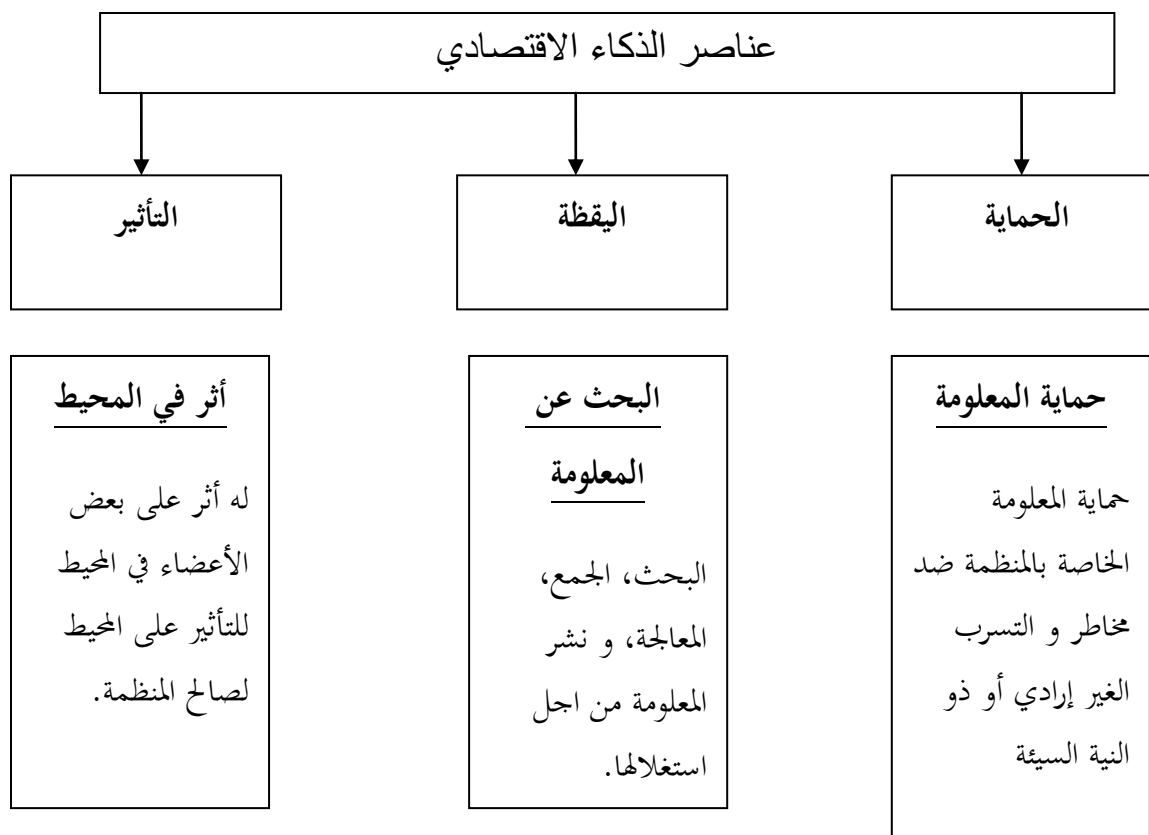 عناصر الذكاء الاقتصادي
الحماية
اليقظة
التأثير
حماية المعلومة
حماية المعلومة
الخاصة بالمنظمة ضد
مخاطر و التسرب
الغير إرادي أو ذو
النية السيئة
البحث عن
المعلومة
البحث، الجمع،
المعالجة، و نشر
المعلومة من اجل
استغلالها.
أثر في المحيط
له أثر على بعض
الأعضاء في المحيط
للتأثير على المحيط
لصالح المنظمة.